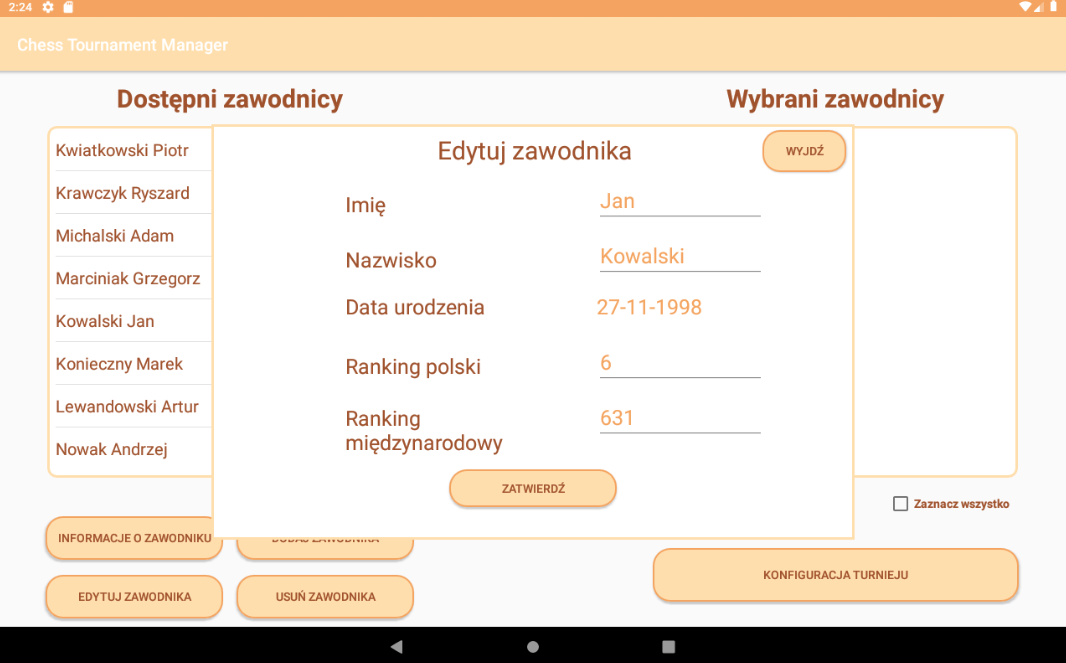 2:24
Chess Tournament Manager
Dostępni zawodnicy
Wybrani zawodnicy
Kwiatkowski Piotr
Krawczyk Ryszard
Michalski Adam
Marciniak Grzegorz
Kowalski Jan
Konieczny Marek
Lewandowski Artur
Nowak Andrzej
Edytuj zawodnika
WYJDŹ
Imię
Jan
Nazwisko
Kowalski
Data urodzenia
27-11-1998
Ranking polski
6
Ranking
międzynarodowy
631
ZATWIERDŹ
Zaznacz wszystko
INFORMACJE O ZAWODNIKU
DODAJ ZAWODNIKA
EDYTUJ ZAWODNIKA
USUŃ ZAWODNIKA
KONFIGURACJA TURNIEJU